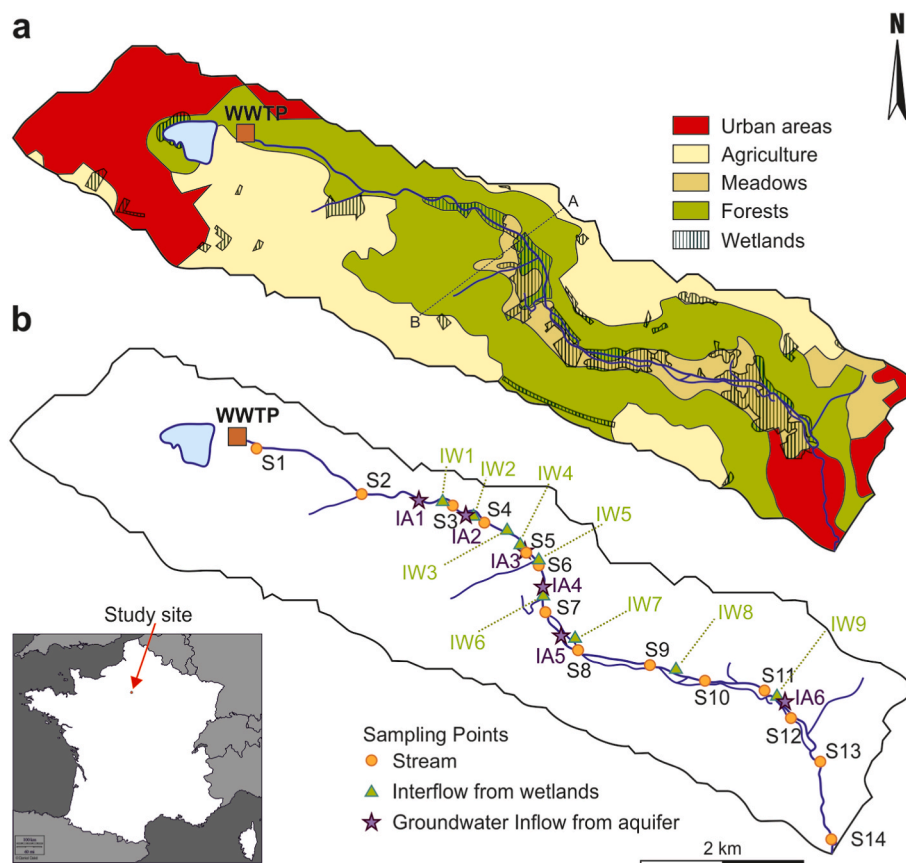 a
N
WWTP
Urban areas
Agriculture
Meadows
Forests
Wetlands
A
B
b
WWTP
S1
S2
IW1
IW2
IW4
IW5
IA1
S3
IA2
S4
IW3
IA3
S5
S6
IA4
IW6
S7
IW7
IA5
S8
S9
IW8
S10
IW9
S11
IA6
S12
S13
S14
Study site
Sampling Points
Stream
Interflow from wetlands
Groundwater Inflow from aquifer
2 km